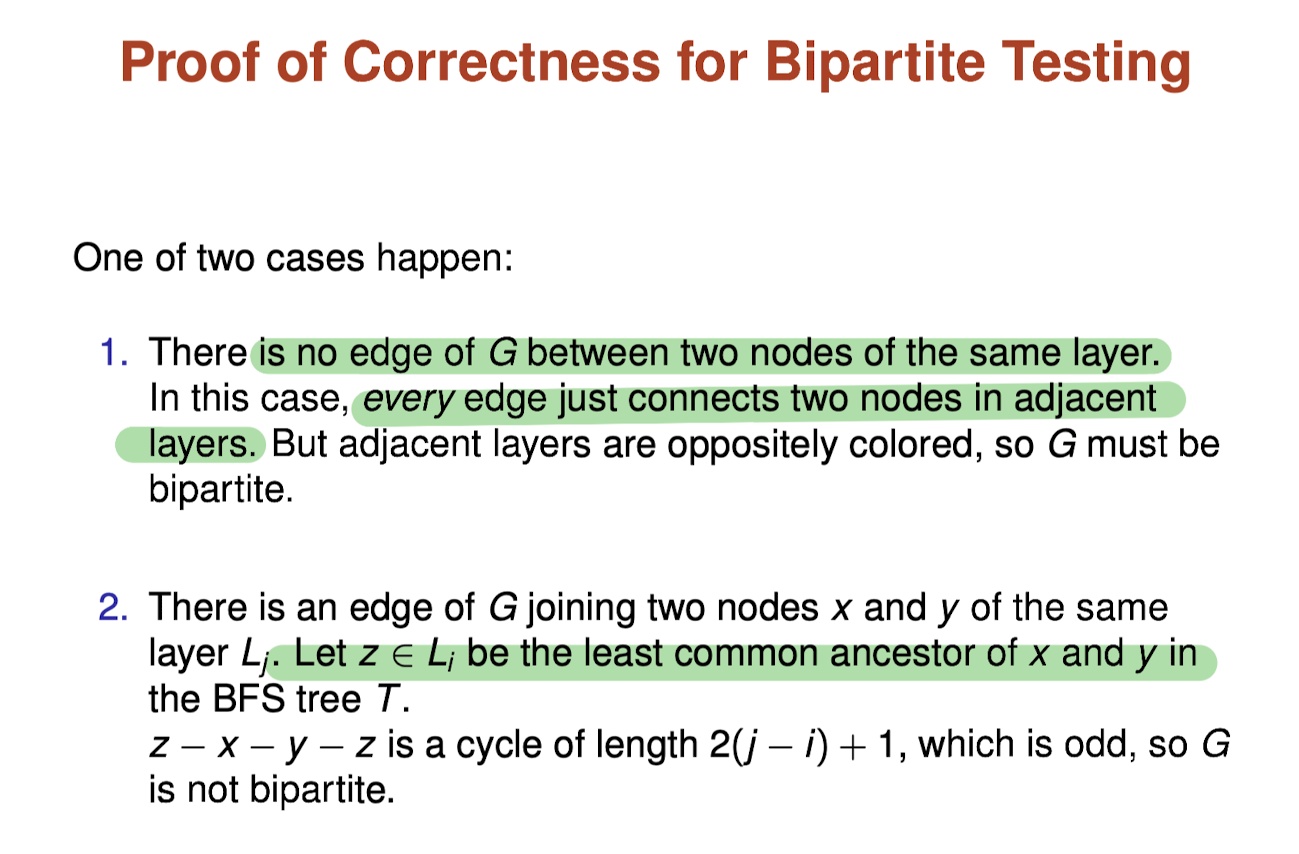 Proof of Correctness for Bipartite Testing
One of two cases happen:
1. There is no edge of G between two nodes of the same layer.
In this case, every edge just connects two nodes in adjacent
layers. But adjacent layers are oppositely colored, so G must be
bipartite.
2. There is an edge of G joining two nodes x and y of the same
layer Lj. Let z ∈ Li be the least common ancestor of x and y in
the BFS tree T.
z – x – y – z is a cycle of length 2(j – i) + 1, which is odd, so G
is not bipartite.